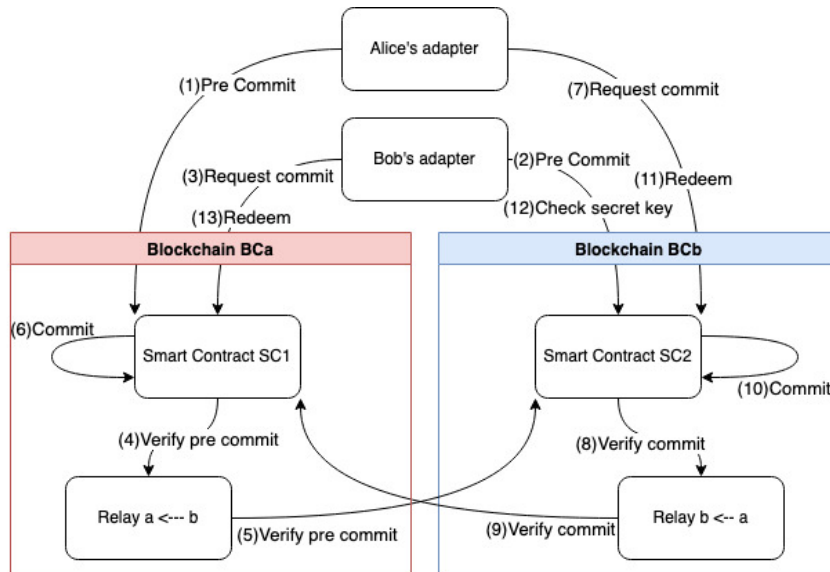 Alice's adapter
(1)Pre Commit
(7)Request commit
Bob's adapter
(2)Pre Commit
(3)Request commit
(11)Redeem
(13)Redeem
(12)Check secret key
Blockchain BCa
Blockchain BCb
(6)Commit
Smart Contract SC1
Smart Contract SC2
(10)Commit
(4)Verify pre commit
(8)Verify commit
Relay a <--- b
Relay b <-- a
(5)Verify pre commit
(9)Verify commit